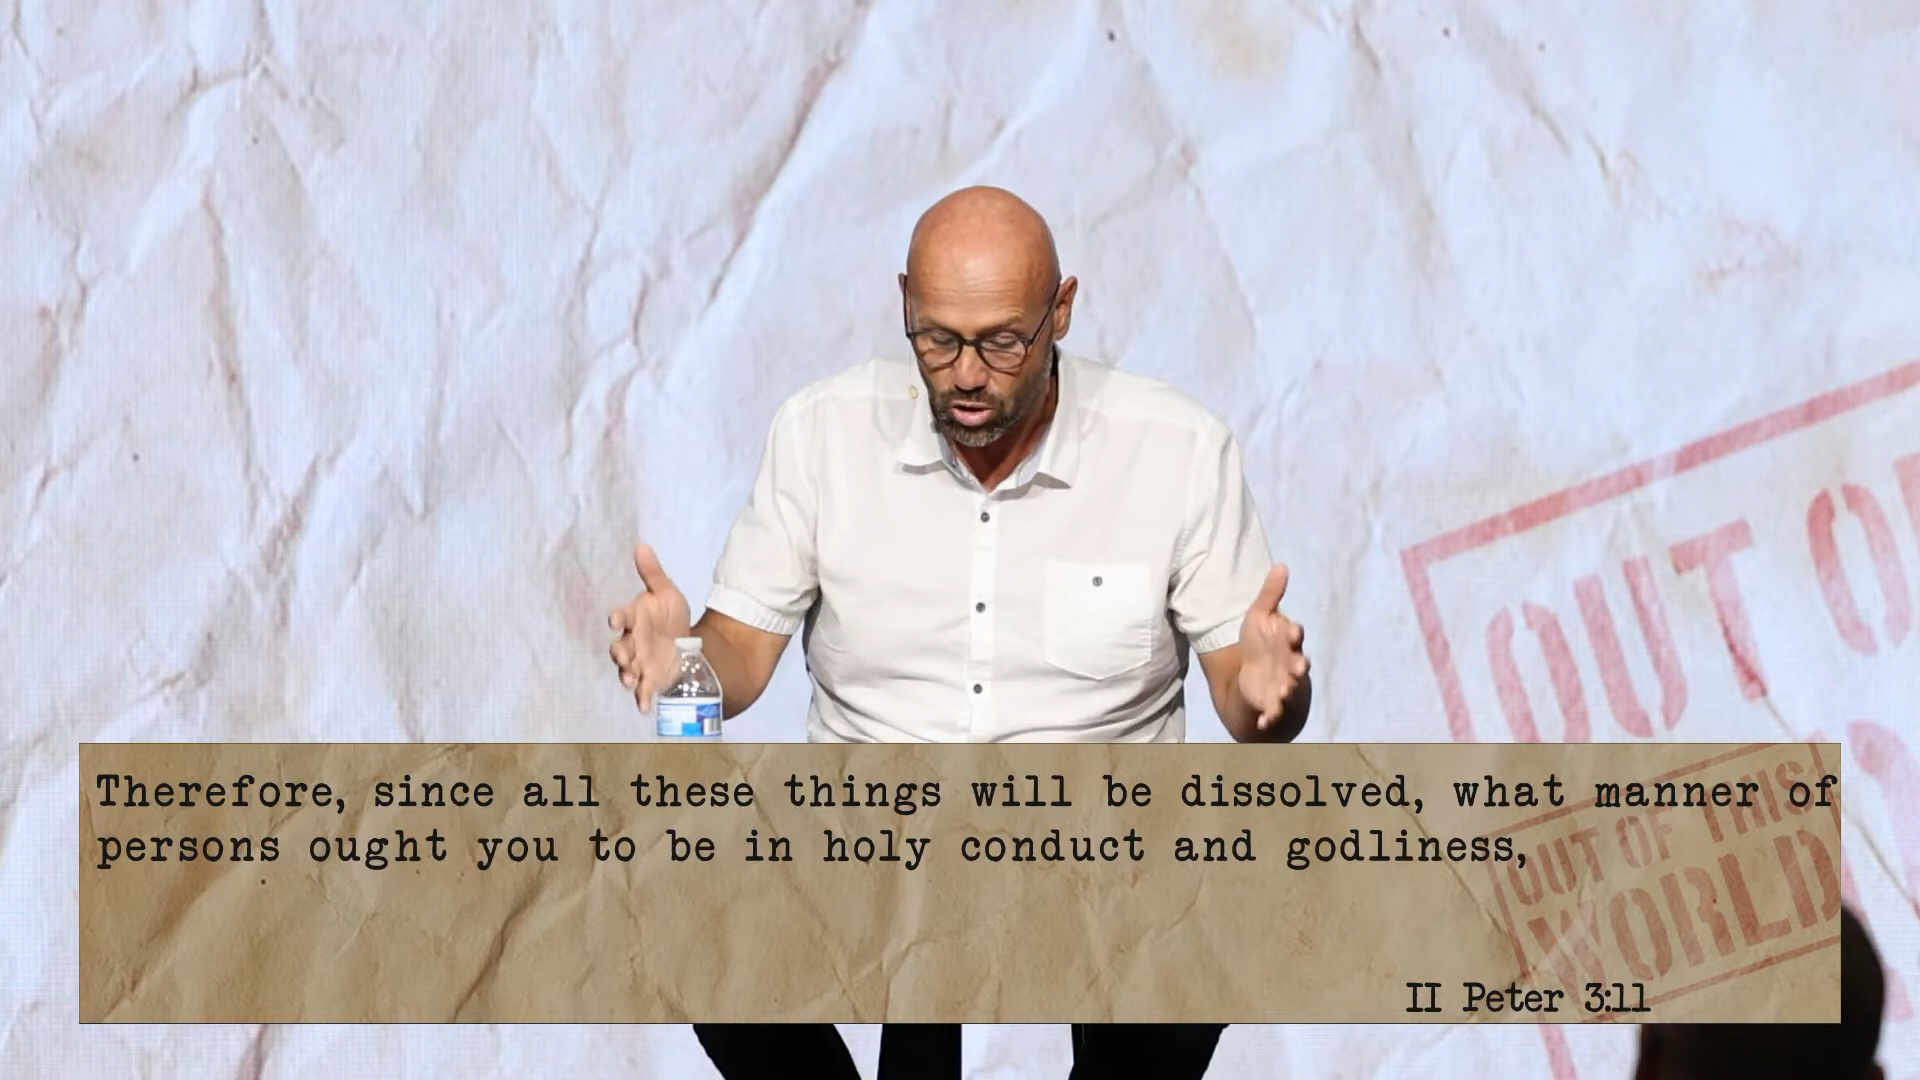 OUT O
Therefore, since all these things will be dissolved, what manner of
persons ought you to be in holy conduct and godliness,
OUT OF THIS
WORLD
II Peter 3:11